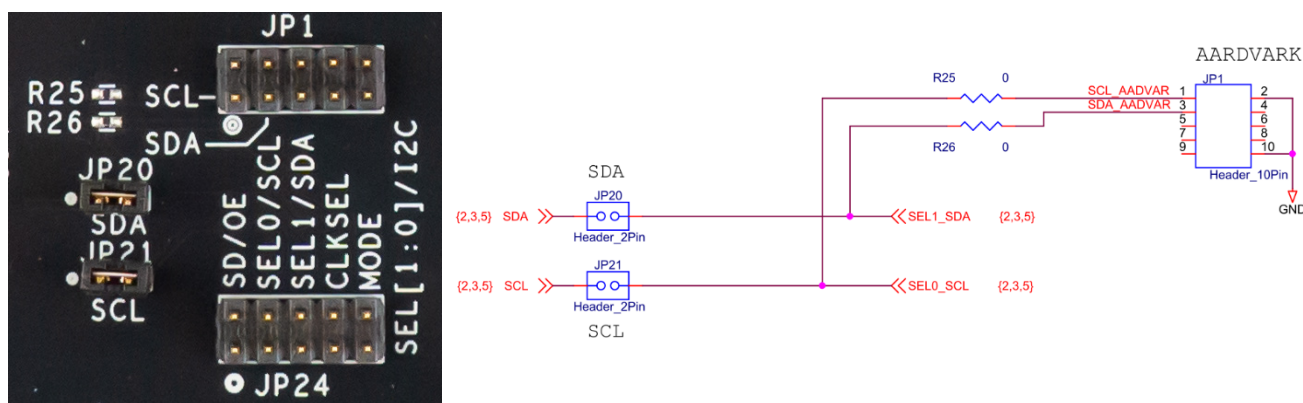 JP1
R25
SCL
R26
SDA
JP20
SDA
JP21
SCL
SD/OE
SEL0/SCL
SEL1/SDA
CLKSEL
MODE
SEL[1:0]/I2C
JP24
AARDVARK
R25 0
SCL_AADVAR
SDA_AADVAR
R26 0
JP1
1 2
3 4
5 6
7 8
9 10
Header_10Pin
GND
SDA
JP20
{2,3,5} SDA
SEL1_SDA {2,3,5}
Header_2Pin
JP21
{2,3,5} SCL
SEL0_SCL {2,3,5}
Header_2Pin
SCL